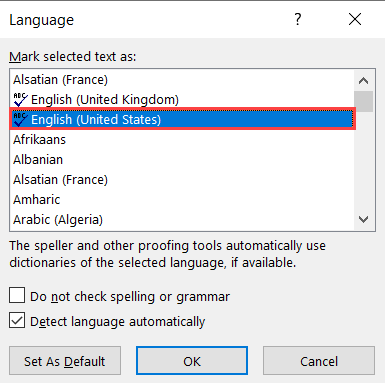 Language
?
Mark selected text as:
Alsatian (France)
ABC English (United Kingdom)
ABC English (United States)
Afrikaans
Albanian
Alsatian (France)
Amharic
Arabic (Algeria)
The speller and other proofing tools automatically use
dictionaries of the selected language, if available.
Do not check spelling or grammar
Detect language automatically
Set As Default OK Cancel